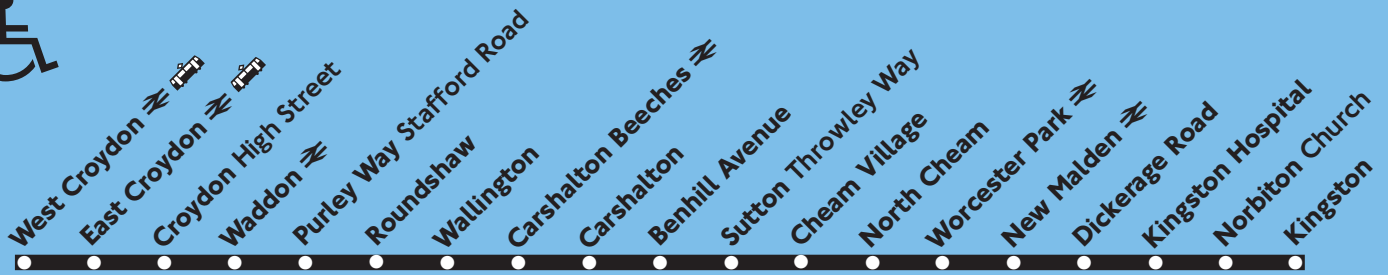 West Croydon
East Croydon
Croydon High Street
Waddon
Purley Way Stafford Road
Roundshaw
Wallington
Carshalton Beeches
Carshalton
Benhill Avenue
Sutton Throwley Way
Cheam Village
North Cheam
Worcester Park
New Malden
Dickerage Road
Kingston Hospital
Norbiton Church
Kingston